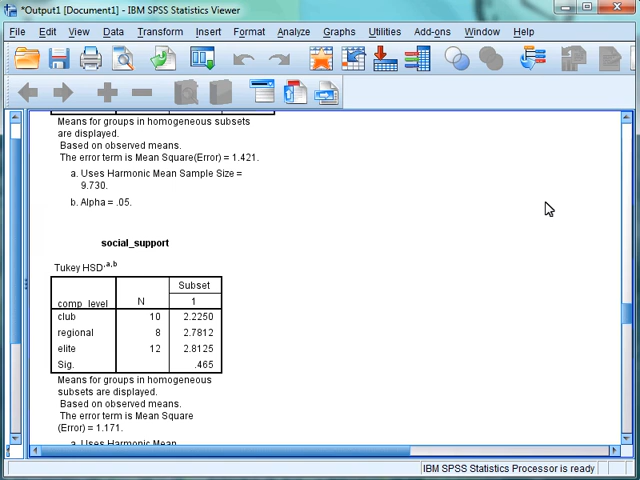 *Output1 [Document1] - IBM SPSS Statistics Viewer
File Edit View Data Transform Insert Format Analyze Graphs Utilities Add-ons Window Help
Means for groups in homogeneous subsets
are displayed.
Based on observed means.
The error term is Mean Square(Error) = 1.421.
a. Uses Harmonic Mean Sample Size =
9.730.
b. Alpha = .05.
social_support
Tukey HSD.a,b
Subset
comp_level N 1
club 10 2.2250
regional 8 2.7812
elite 12 2.8125
Sig. .465
Means for groups in homogeneous
subsets are displayed.
Based on observed means.
The error term is Mean Square
(Error) = 1.171.
a. Uses Harmonic Mean
IBM SPSS Statistics Processor is ready